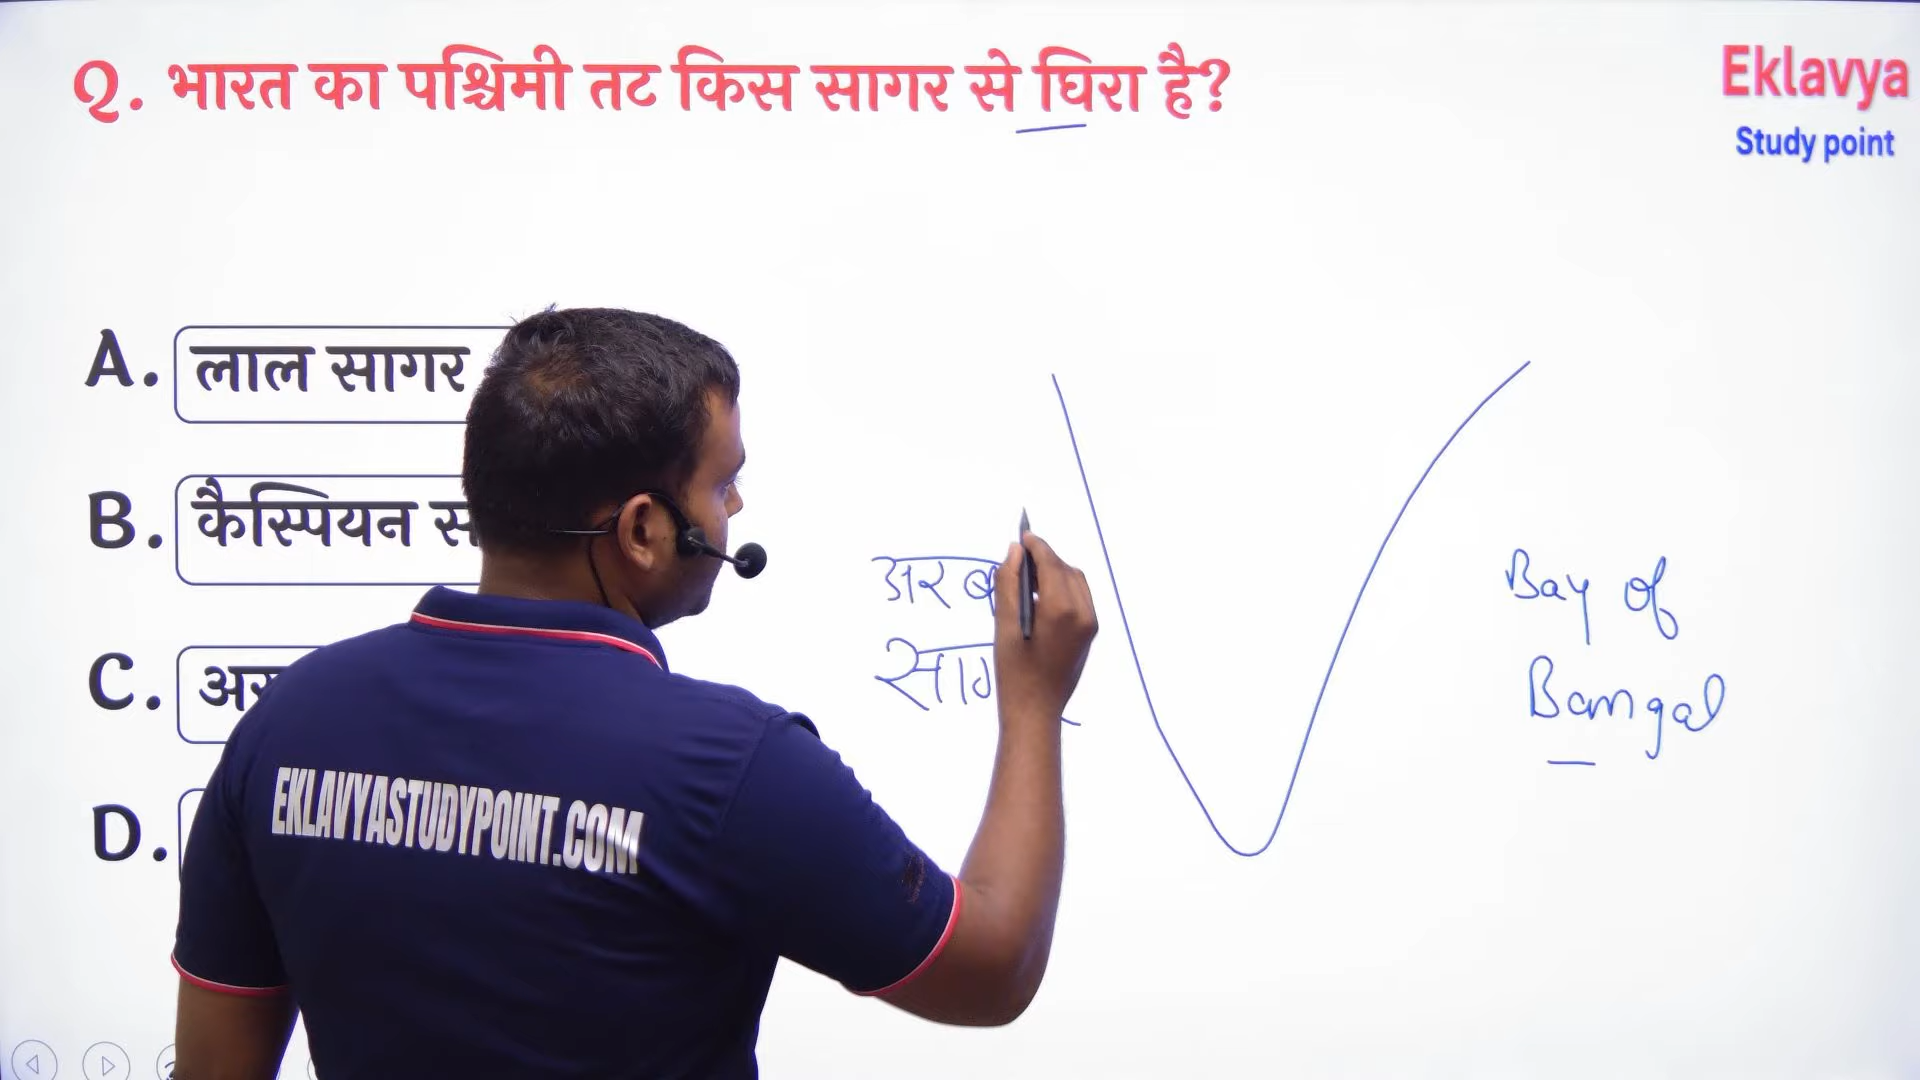 Q. भारत का पश्चिमी तट किस सागर से घिरा है?
Eklavya
Study point
A. लाल सागर
B. कैस्पियन
C.
D.
अरब
Bay of
Bangal
EKLAVYASTUDYPOINT.COM